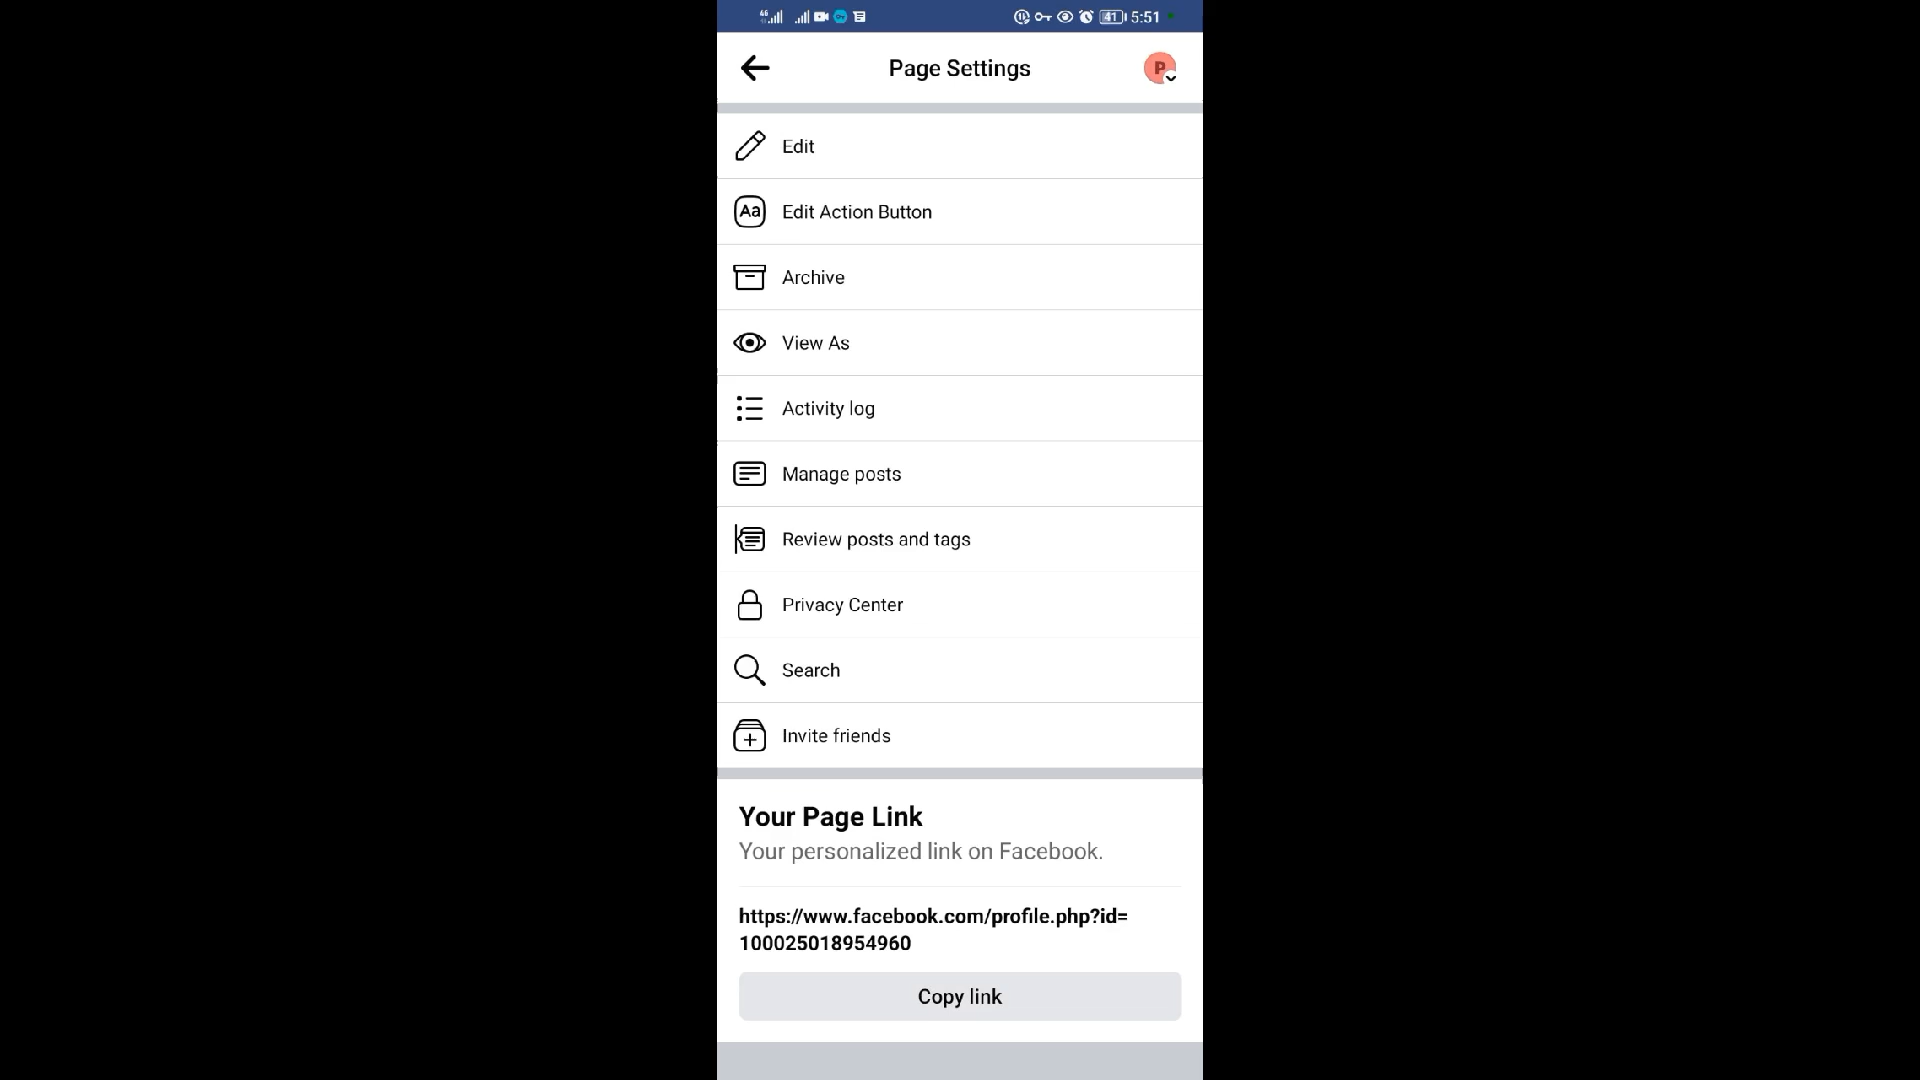 4G 41 5:51
Page Settings
P
Edit
Aa Edit Action Button
Archive
View As
Activity log
Manage posts
Review posts and tags
Privacy Center
Search
Invite friends
Your Page Link
Your personalized link on Facebook.
https://www.facebook.com/profile.php?id=
100025018954960
Copy link